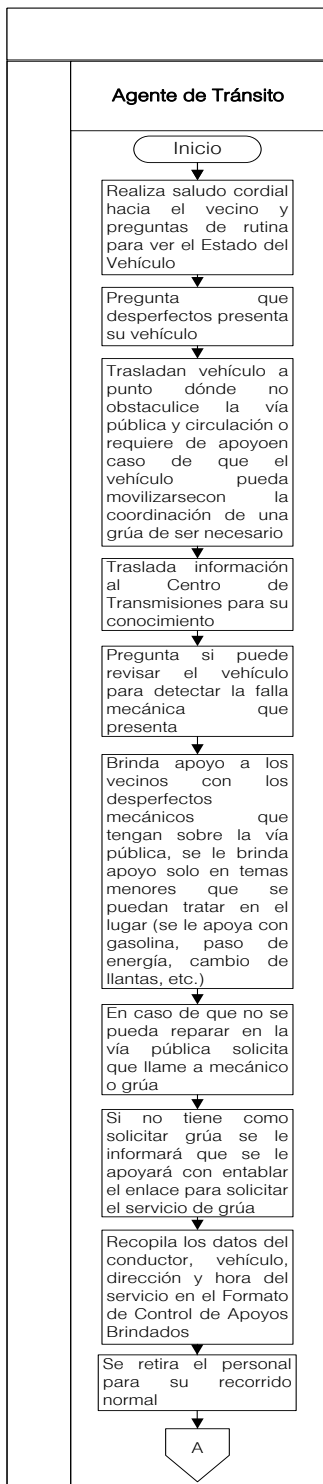 Agente de Tránsito
Inicio
Realiza saludo cordial
hacia el vecino y
preguntas de rutina
para ver el Estado del
Vehículo
Pregunta que
desperfectos presenta
su vehículo
Trasladan vehículo a
punto dónde no
obstaculice la vía
pública y circulación o
requiere de apoyoen
caso de que el
vehículo pueda
movilizarsecon la
coordinación de una
grúa de ser necesario
Traslada información
al Centro de
Transmisiones para su
conocimiento
Pregunta si puede
revisar el vehículo
para detectar la falla
mecánica que
presenta
Brinda apoyo a los
vecinos con los
desperfectos
mecánicos que
tengan sobre la vía
pública, se le brinda
apoyo solo en temas
menores que se
puedan tratar en el
lugar (se le apoya con
gasolina, paso de
energía, cambio de
llantas, etc.)
En caso de que no se
pueda reparar en la
vía pública solicita
que llame a mecánico
o grúa
Si no tiene como
solicitar grúa se le
informará que se le
apoyará con entablar
el enlace para solicitar
el servicio de grúa
Recopila los datos del
conductor, vehículo,
dirección y hora del
servicio en el Formato
de Control de Apoyos
Brindados
Se retira el personal
para su recorrido
normal
A